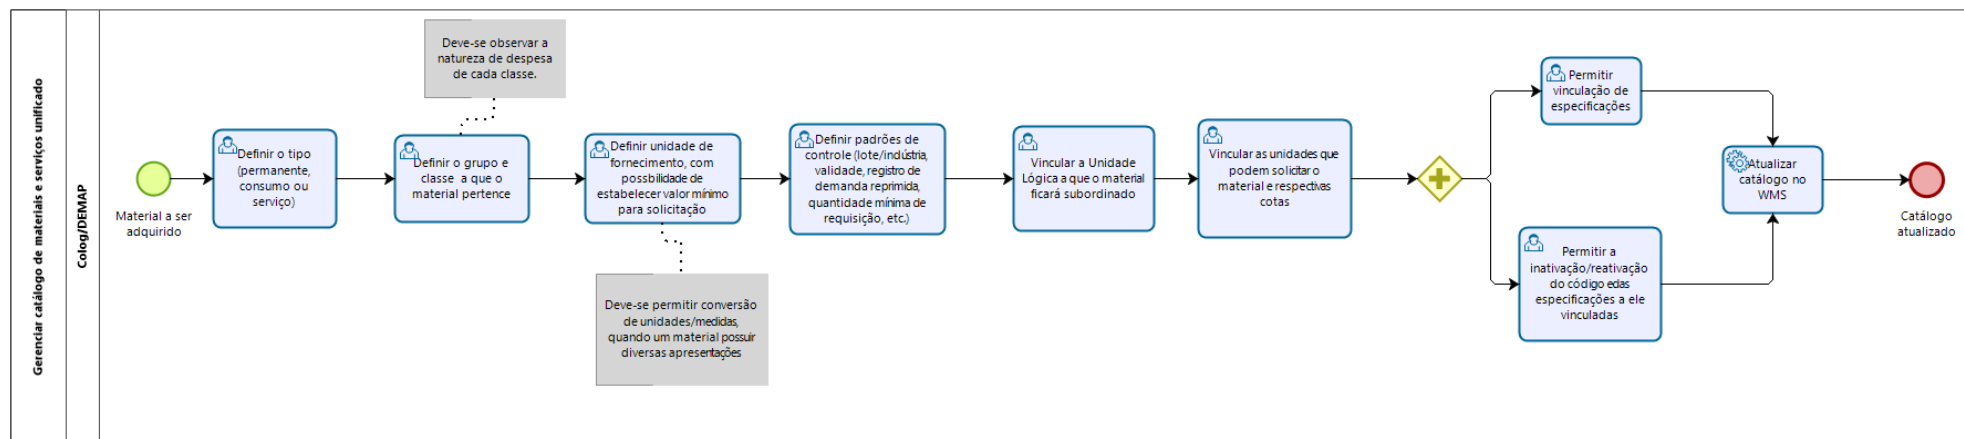 Gerenciar catálogo de materiais e serviços unificado
Colog/DEMAP
Material a ser
adquirido
Definir o tipo
(permanente,
consumo ou
serviço)
Deve-se observar a
natureza de despesa
de cada classe.
Definir o grupo e
classe a que o
material pertence
Definir unidade de
fornecimento, com
possbilidade de
estabelecer valor mínimo
para solicitação
Deve-se permitir conversão
de unidades/medidas,
quando um material possuir
diversas apresentações
Definir padrões de
controle (lote/indústria,
validade, registro de
demanda reprimida,
quantidade mínima de
requisição, etc.)
Vincular a Unidade
Lógica a que o material
ficará subordinado
Vincular as unidades que
podem solicitar o
material e respectivas
cotas
Permitir
vinculação de
especificações
Permitir a
inativação/reativação
do código edas
especificações a ele
vinculadas
Atualizar
catálogo no
WMS
Catálogo
atualizado